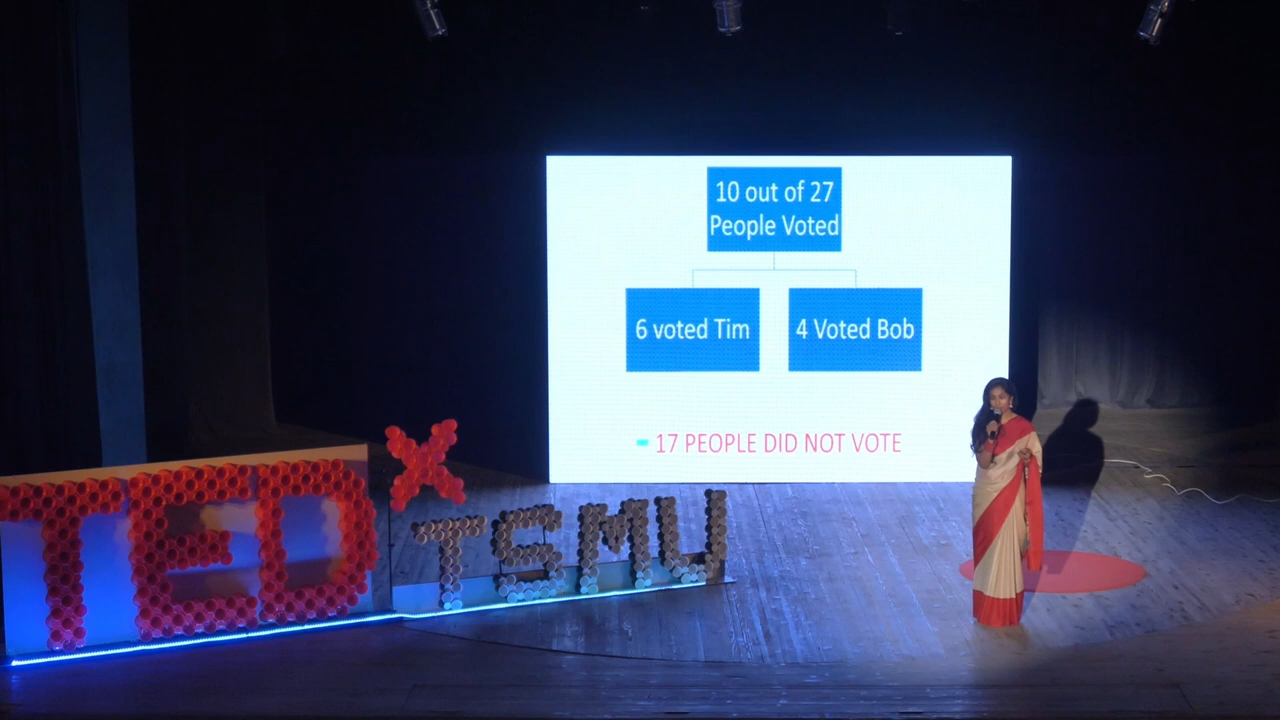 10 out of 27
People Voted
6 voted Tim
4 Voted Bob
17 PEOPLE DID NOT VOTE
TEDx
TSMU